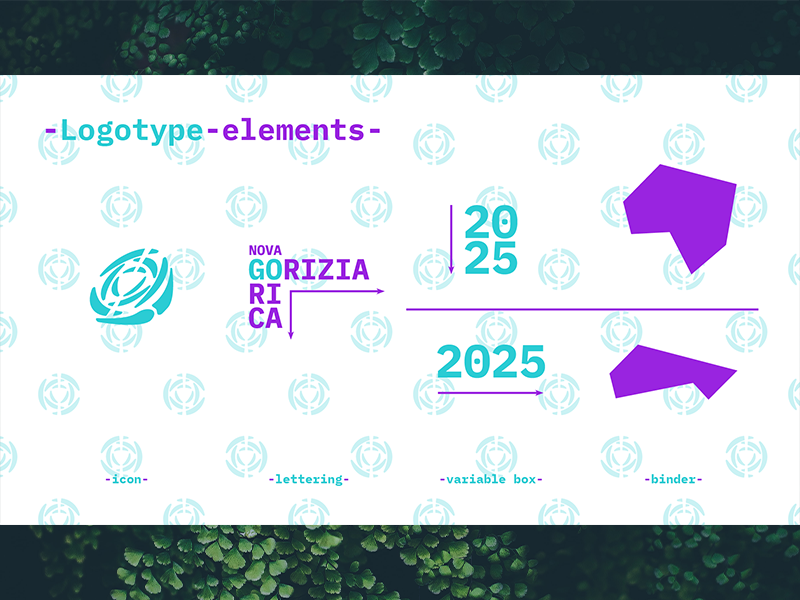 -Logotype-elements-
NOVA
GORIZIA
RI
CA
20
25
2025
-icon-
-lettering-
-variable box-
-binder-